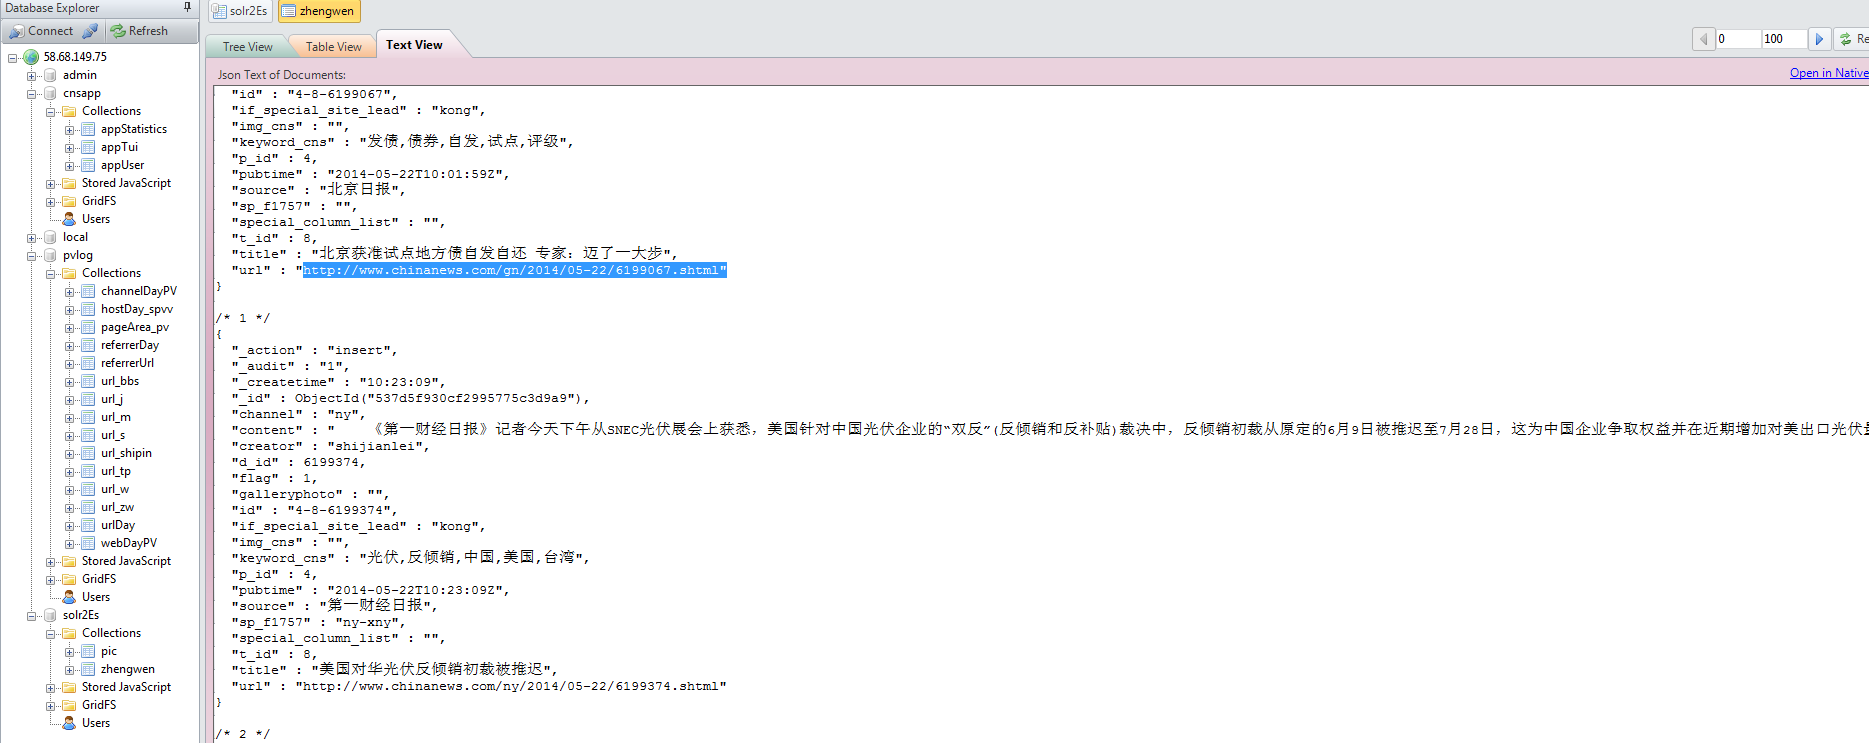 Database Explorer
Connect Refresh
58.68.149.75
admin
cnsapp
Collections
appStatistics
appTui
appUser
Stored JavaScript
GridFS
Users
local
pvlog
Collections
channelDayPV
hostDay_spvv
pageArea_pv
referrerDay
referrerUrl
url_bbs
url_j
url_m
url_s
url_shipin
url_tp
url_w
url_zw
urlDay
webDayPV
Stored JavaScript
GridFS
Users
solr2Es
Collections
pic
zhengwen
Stored JavaScript
GridFS
Users
solr2Es zhengwen
Tree View Table View Text View
0 100 Re
Json Text of Documents:
Open in Native
"id" : "4-8-6199067",
"if_special_site_lead" : "kong",
"img_cns" : "",
"keyword_cns" : "发债,债券,自发,试点,评级",
"p_id" : 4,
"pubtime" : "2014-05-22T10:01:59Z",
"source" : "北京日报",
"sp_f1757" : "",
"special_column_list" : "",
"t_id" : 8,
"title" : "北京获准试点地方债自发自还 专家：迈了一大步",
"url" : "http://www.chinanews.com/gn/2014/05-22/6199067.shtml"
}
/* 1 */
{
"_action" : "insert",
"_audit" : "1",
"_createtime" : "10:23:09",
"_id" : ObjectId("537d5f930cf2995775c3d9a9"),
"channel" : "ny",
"content" : "　　《第一财经日报》记者今天下午从SNEC光伏展会上获悉，美国针对中国光伏企业的“双反”(反倾销和反补贴)裁决中，反倾销初裁从原定的6月9日被推迟至7月28日，这为中国企业争取权益并在近期增加对美出口光伏
"creator" : "shijianlei",
"d_id" : 6199374,
"flag" : 1,
"galleryphoto" : "",
"id" : "4-8-6199374",
"if_special_site_lead" : "kong",
"img_cns" : "",
"keyword_cns" : "光伏,反倾销,中国,美国,台湾",
"p_id" : 4,
"pubtime" : "2014-05-22T10:23:09Z",
"source" : "第一财经日报",
"sp_f1757" : "ny-xny",
"special_column_list" : "",
"t_id" : 8,
"title" : "美国对华光伏反倾销初裁被推迟",
"url" : "http://www.chinanews.com/ny/2014/05-22/6199374.shtml"
}
/* 2 */